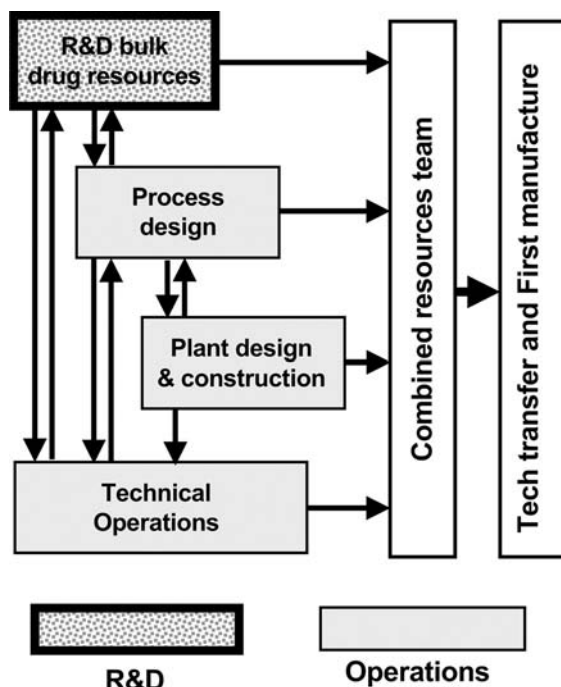 R&D bulk
drug resources
Process
design
Plant design
& construction
Technical
Operations
Combined resources team
Tech transfer and First manufacture
R&D
Operations